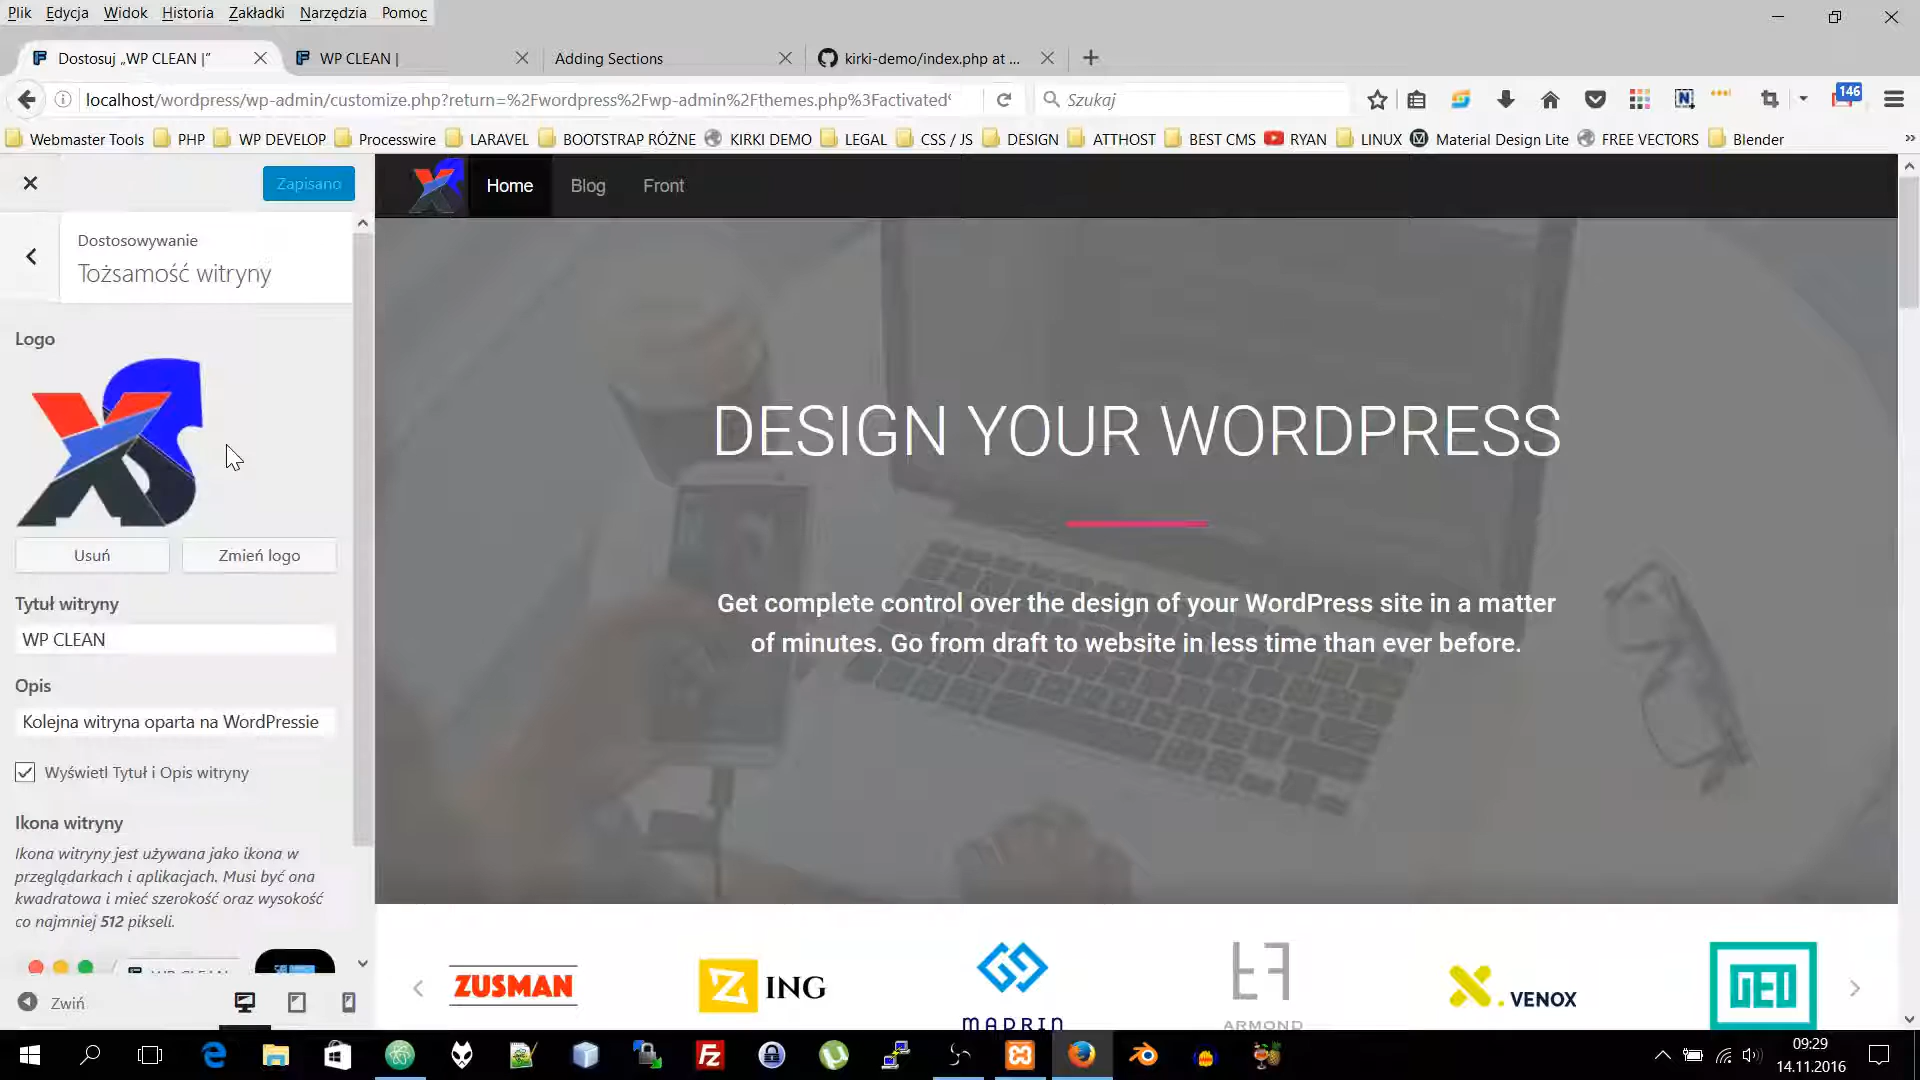 Plik Edycja Widok Historia Zakładki Narzędzia Pomoc
Dostosuj „WP CLEAN |”
WP CLEAN |
Adding Sections
kirki-demo/index.php at ...
localhost/wordpress/wp-admin/customize.php?return=%2Fwordpress%2Fwp-admin%2Fthemes.php%3Factivated
Szukaj
146
Webmaster Tools PHP WP DEVELOP Processwire LARAVEL BOOTSTRAP RÓŻNE KIRKI DEMO LEGAL CSS / JS DESIGN ATTHOST BEST CMS RYAN LINUX Material Design Lite FREE VECTORS Blender
Zapisano
Home Blog Front
Dostosowywanie
Tożsamość witryny
Logo
Usuń
Zmień logo
Tytuł witryny
WP CLEAN
Opis
Kolejna witryna oparta na WordPressie
Wyświetl Tytuł i Opis witryny
Ikona witryny
Ikona witryny jest używana jako ikona w
przeglądarkach i aplikacjach. Musi być ona
kwadratowa i mieć szerokość oraz wysokość
co najmniej 512 pikseli.
WP CLEAN
Zwiń
DESIGN YOUR WORDPRESS
Get complete control over the design of your WordPress site in a matter
of minutes. Go from draft to website in less time than ever before.
ZUSMAN
Z ING
MADRIN
ARMOND
VENOX
GEO
09:29
14.11.2016